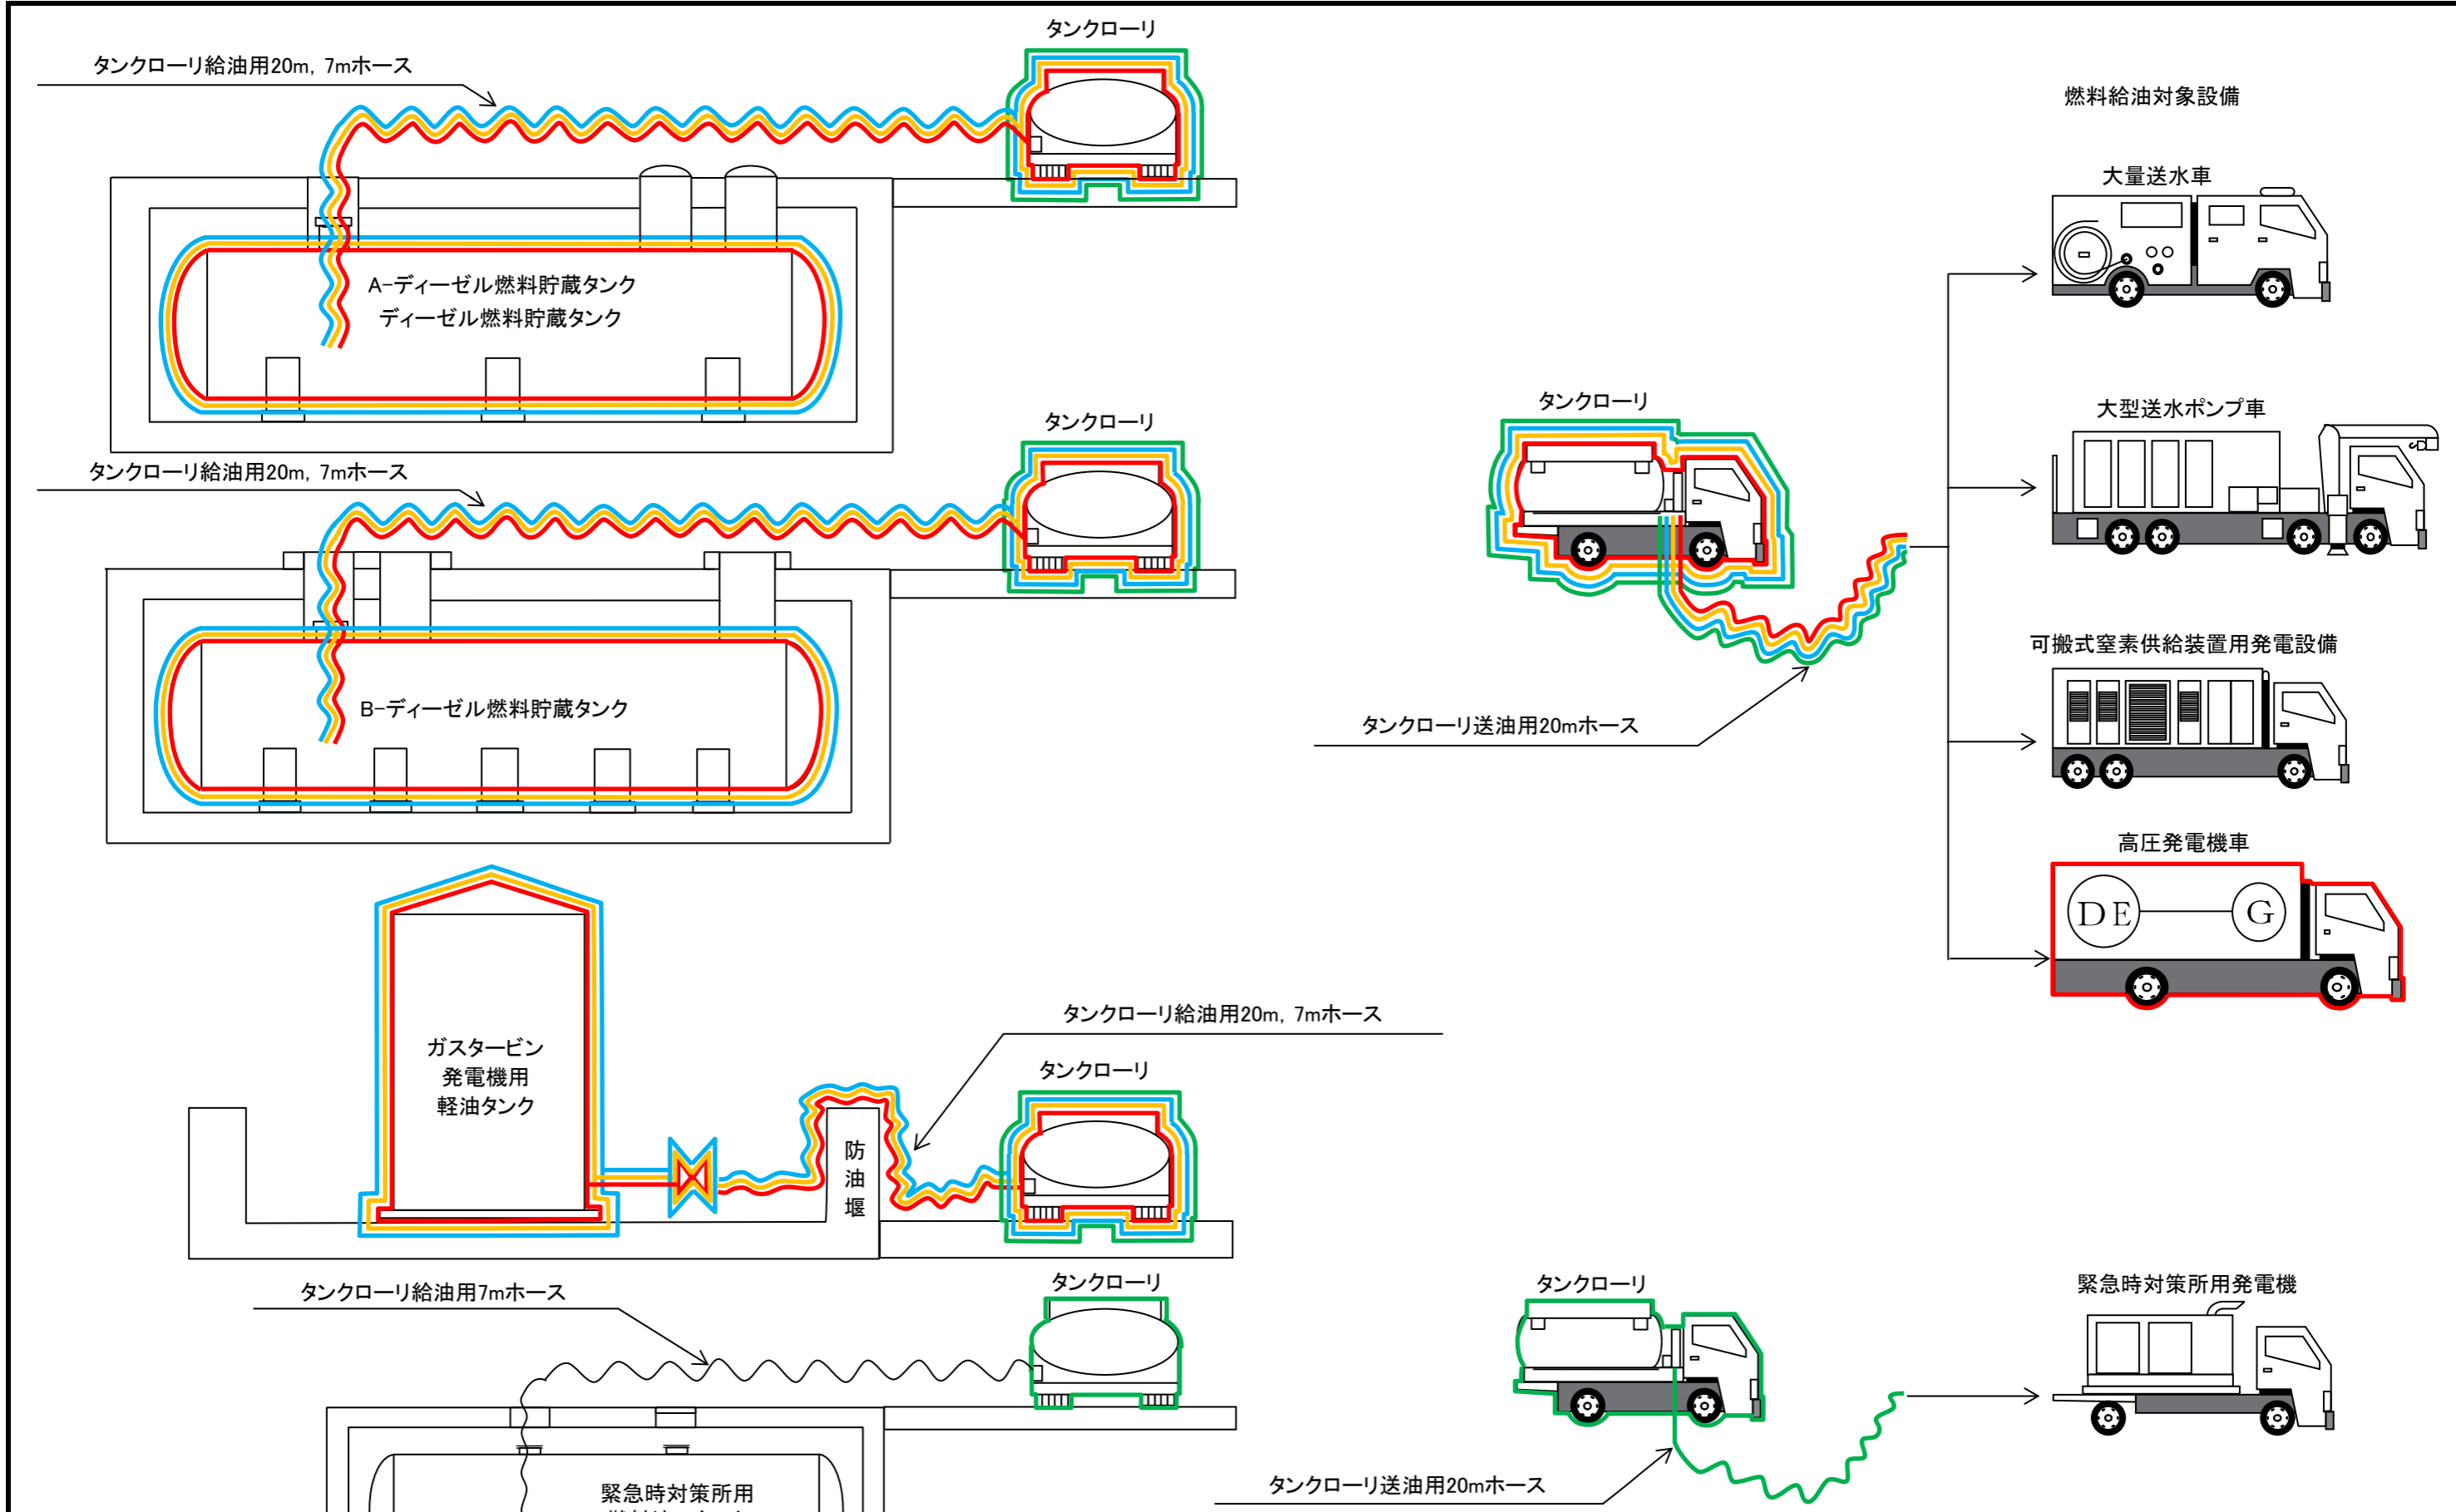 タンクローリ
タンクローリ給油用20m, 7mホース
燃料給油対象設備
大量送水車
A-ディーゼル燃料貯蔵タンク
ディーゼル燃料貯蔵タンク
タンクローリ
タンクローリ
大型送水ポンプ車
タンクローリ給油用20m, 7mホース
可搬式窒素供給装置用発電設備
B-ディーゼル燃料貯蔵タンク
タンクローリ送油用20mホース
高圧発電機車
DE
G
タンクローリ給油用20m, 7mホース
ガスタービン
発電機用
軽油タンク
タンクローリ
防
油
堰
タンクローリ給油用7mホース
タンクローリ
タンクローリ
緊急時対策所用発電機
タンクローリ送油用20mホース
緊急時対策所用